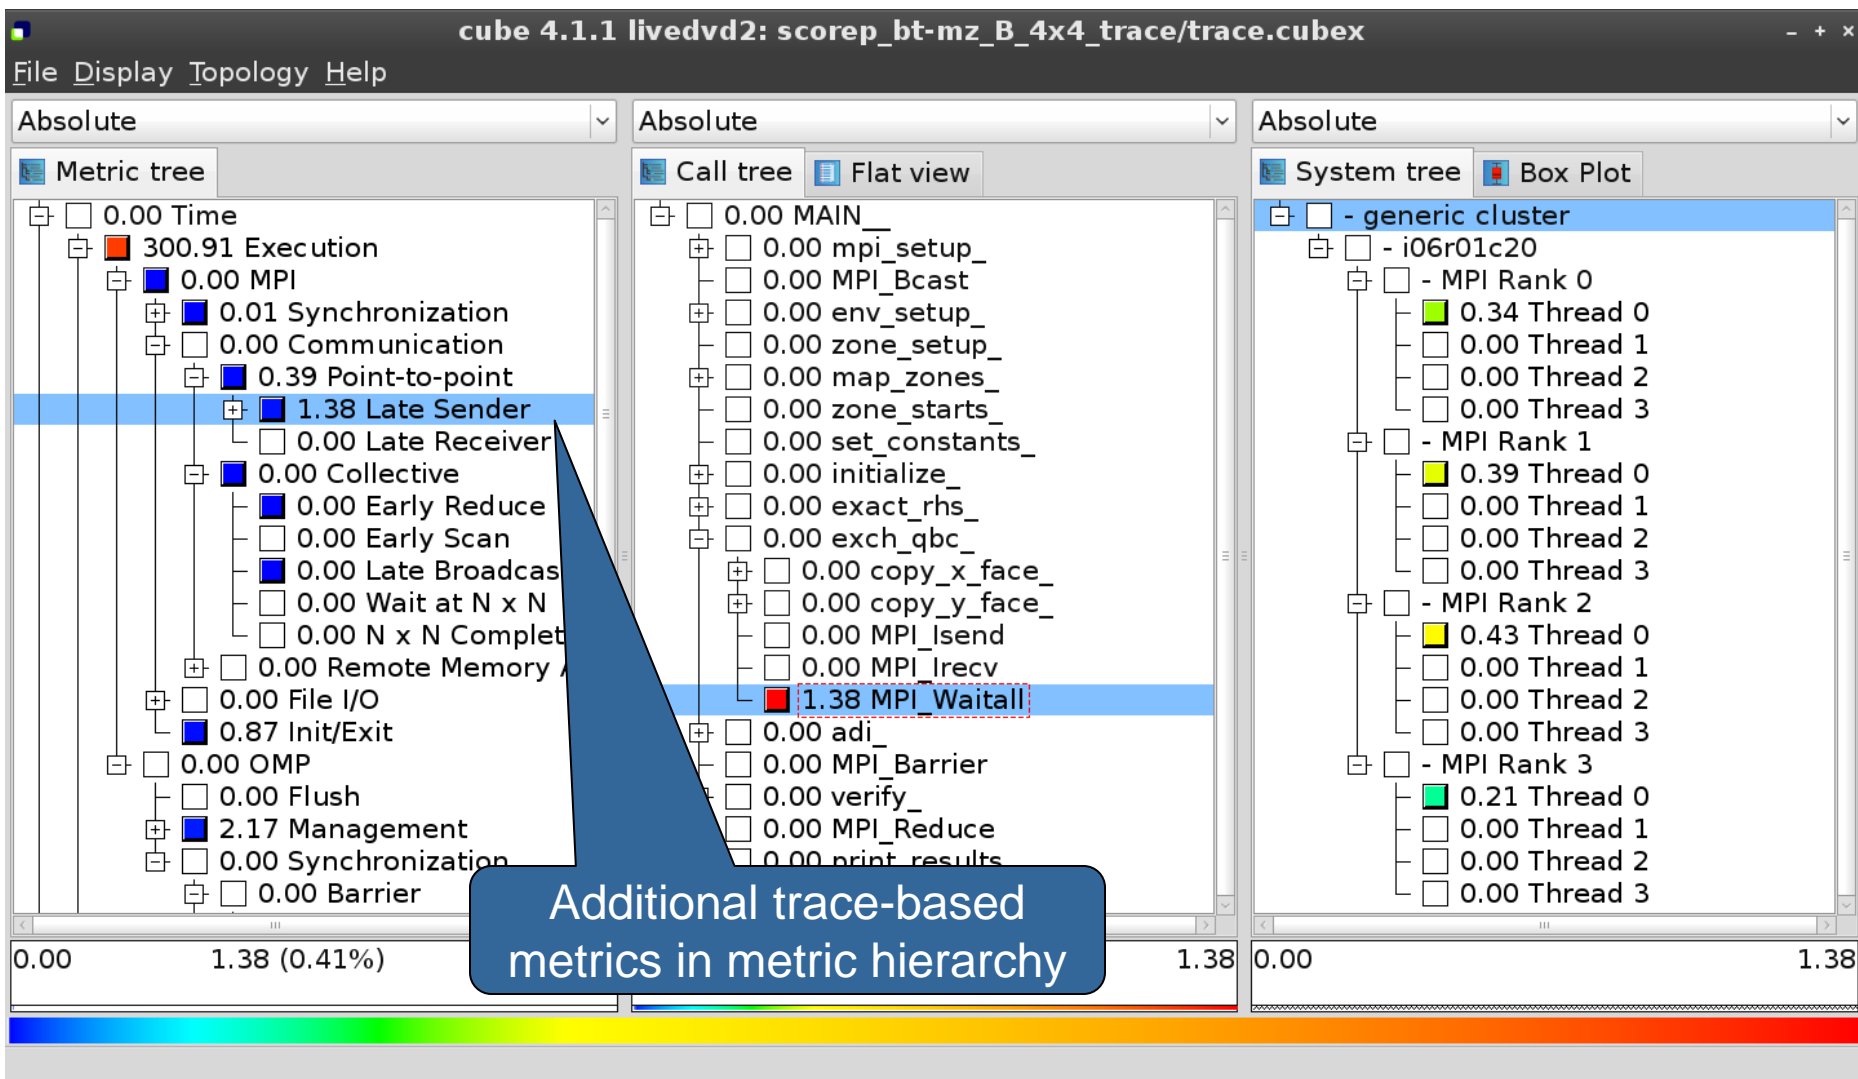 cube 4.1.1 livedvd2: scorep_bt-mz_B_4x4_trace/trace.cubex
File Display Topology Help
Absolute
Metric tree
0.00 Time
300.91 Execution
0.00 MPI
0.01 Synchronization
0.00 Communication
0.39 Point-to-point
1.38 Late Sender
0.00 Late Receiver
0.00 Collective
0.00 Early Reduce
0.00 Early Scan
0.00 Late Broadcas
0.00 Wait at N x N
0.00 N x N Complet
0.00 Remote Memory
0.00 File I/O
0.87 Init/Exit
0.00 OMP
0.00 Flush
2.17 Management
0.00 Synchronization
0.00 Barrier
0.00 1.38 (0.41%)
Absolute
Call tree Flat view
0.00 MAIN__
0.00 mpi_setup_
0.00 MPI_Bcast
0.00 env_setup_
0.00 zone_setup_
0.00 map_zones_
0.00 zone_starts_
0.00 set_constants_
0.00 initialize_
0.00 exact_rhs_
0.00 exch_qbc_
0.00 copy_x_face_
0.00 copy_y_face_
0.00 MPI_Isend
0.00 MPI_Irecv
1.38 MPI_Waitall
0.00 adi_
0.00 MPI_Barrier
0.00 verify_
0.00 MPI_Reduce
0.00 print_results_
1.38
Absolute
System tree Box Plot
- generic cluster
- i06r01c20
- MPI Rank 0
0.34 Thread 0
0.00 Thread 1
0.00 Thread 2
0.00 Thread 3
- MPI Rank 1
0.39 Thread 0
0.00 Thread 1
0.00 Thread 2
0.00 Thread 3
- MPI Rank 2
0.43 Thread 0
0.00 Thread 1
0.00 Thread 2
0.00 Thread 3
- MPI Rank 3
0.21 Thread 0
0.00 Thread 1
0.00 Thread 2
0.00 Thread 3
0.00 1.38
Additional trace-based
metrics in metric hierarchy